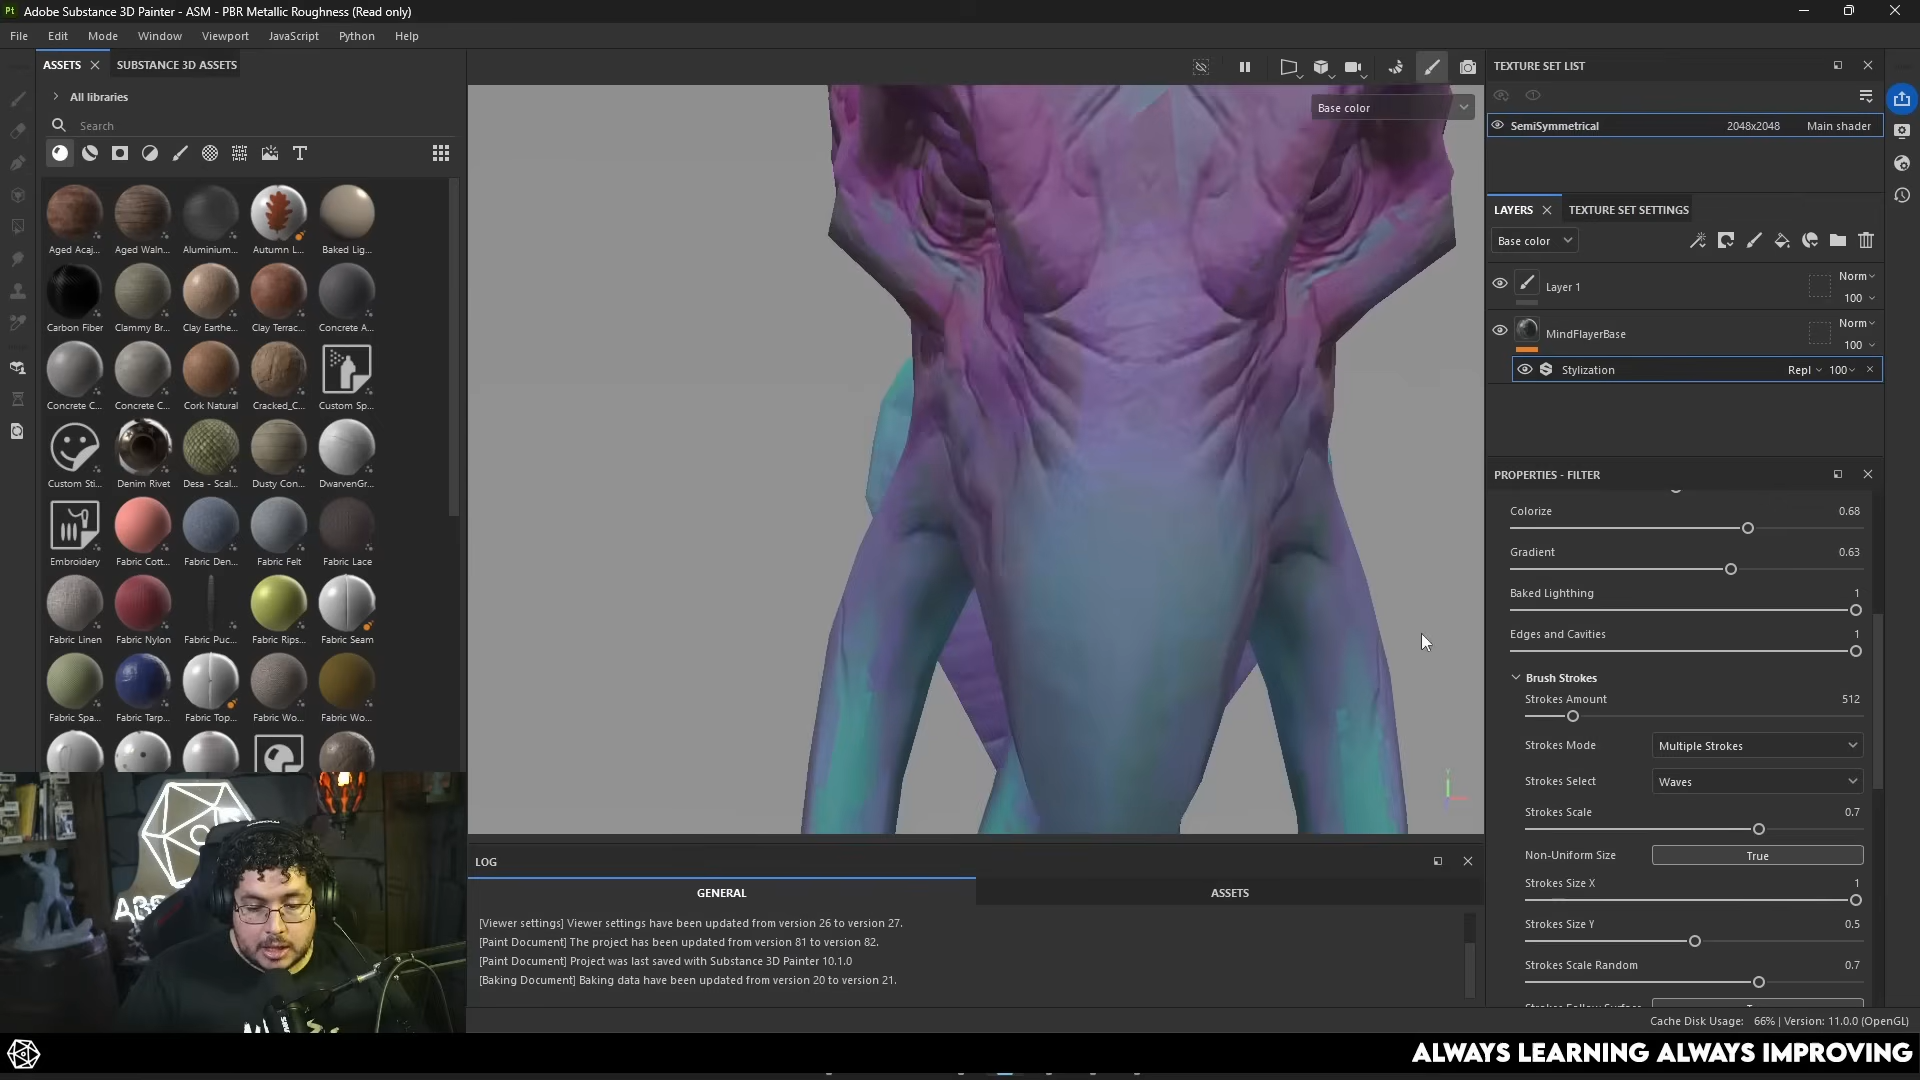 Pt Adobe Substance 3D Painter - ASM - PBR Metallic Roughness (Read only)
File Edit Mode Window Viewport JavaScript Python Help
ASSETS SUBSTANCE 3D ASSETS
All libraries
Search
Aged Acaj... Aged Waln... Aluminium... Autumn L... Baked Lig...
Carbon Fiber Clammy Br... Clay Earthe... Clay Terrac... Concrete A...
Concrete C... Concrete C... Cork Natural Cracked_C... Custom Sp...
Custom Sti... Denim Rivet Desa - Scal... Dusty Con... DwarvenGr...
Embroidery Fabric Cott... Fabric Den... Fabric Felt Fabric Lace
Fabric Linen Fabric Nylon Fabric Puc... Fabric Rips... Fabric Seam
Fabric Spa... Fabric Tarp... Fabric Top... Fabric Wo... Fabric Wo...
Base color
LOG
GENERAL ASSETS
[Viewer settings] Viewer settings have been updated from version 26 to version 27.
[Paint Document] The project has been updated from version 81 to version 82.
[Paint Document] Project was last saved with Substance 3D Painter 10.1.0
[Baking Document] Baking data have been updated from version 20 to version 21.
TEXTURE SET LIST
SemiSymmetrical 2048x2048 Main shader
LAYERS TEXTURE SET SETTINGS
Base color
Layer 1 Norm 100
MindFlayerBase Norm 100
Stylization Repl 100
PROPERTIES - FILTER
Colorize 0.68
Gradient 0.63
Baked Lighthing 1
Edges and Cavities 1
Brush Strokes
Strokes Amount 512
Strokes Mode Multiple Strokes
Strokes Select Waves
Strokes Scale 0.7
Non-Uniform Size True
Strokes Size X 1
Strokes Size Y 0.5
Strokes Scale Random 0.7
Cache Disk Usage: 66% | Version: 11.0.0 (OpenGL)
ALWAYS LEARNING ALWAYS IMPROVING